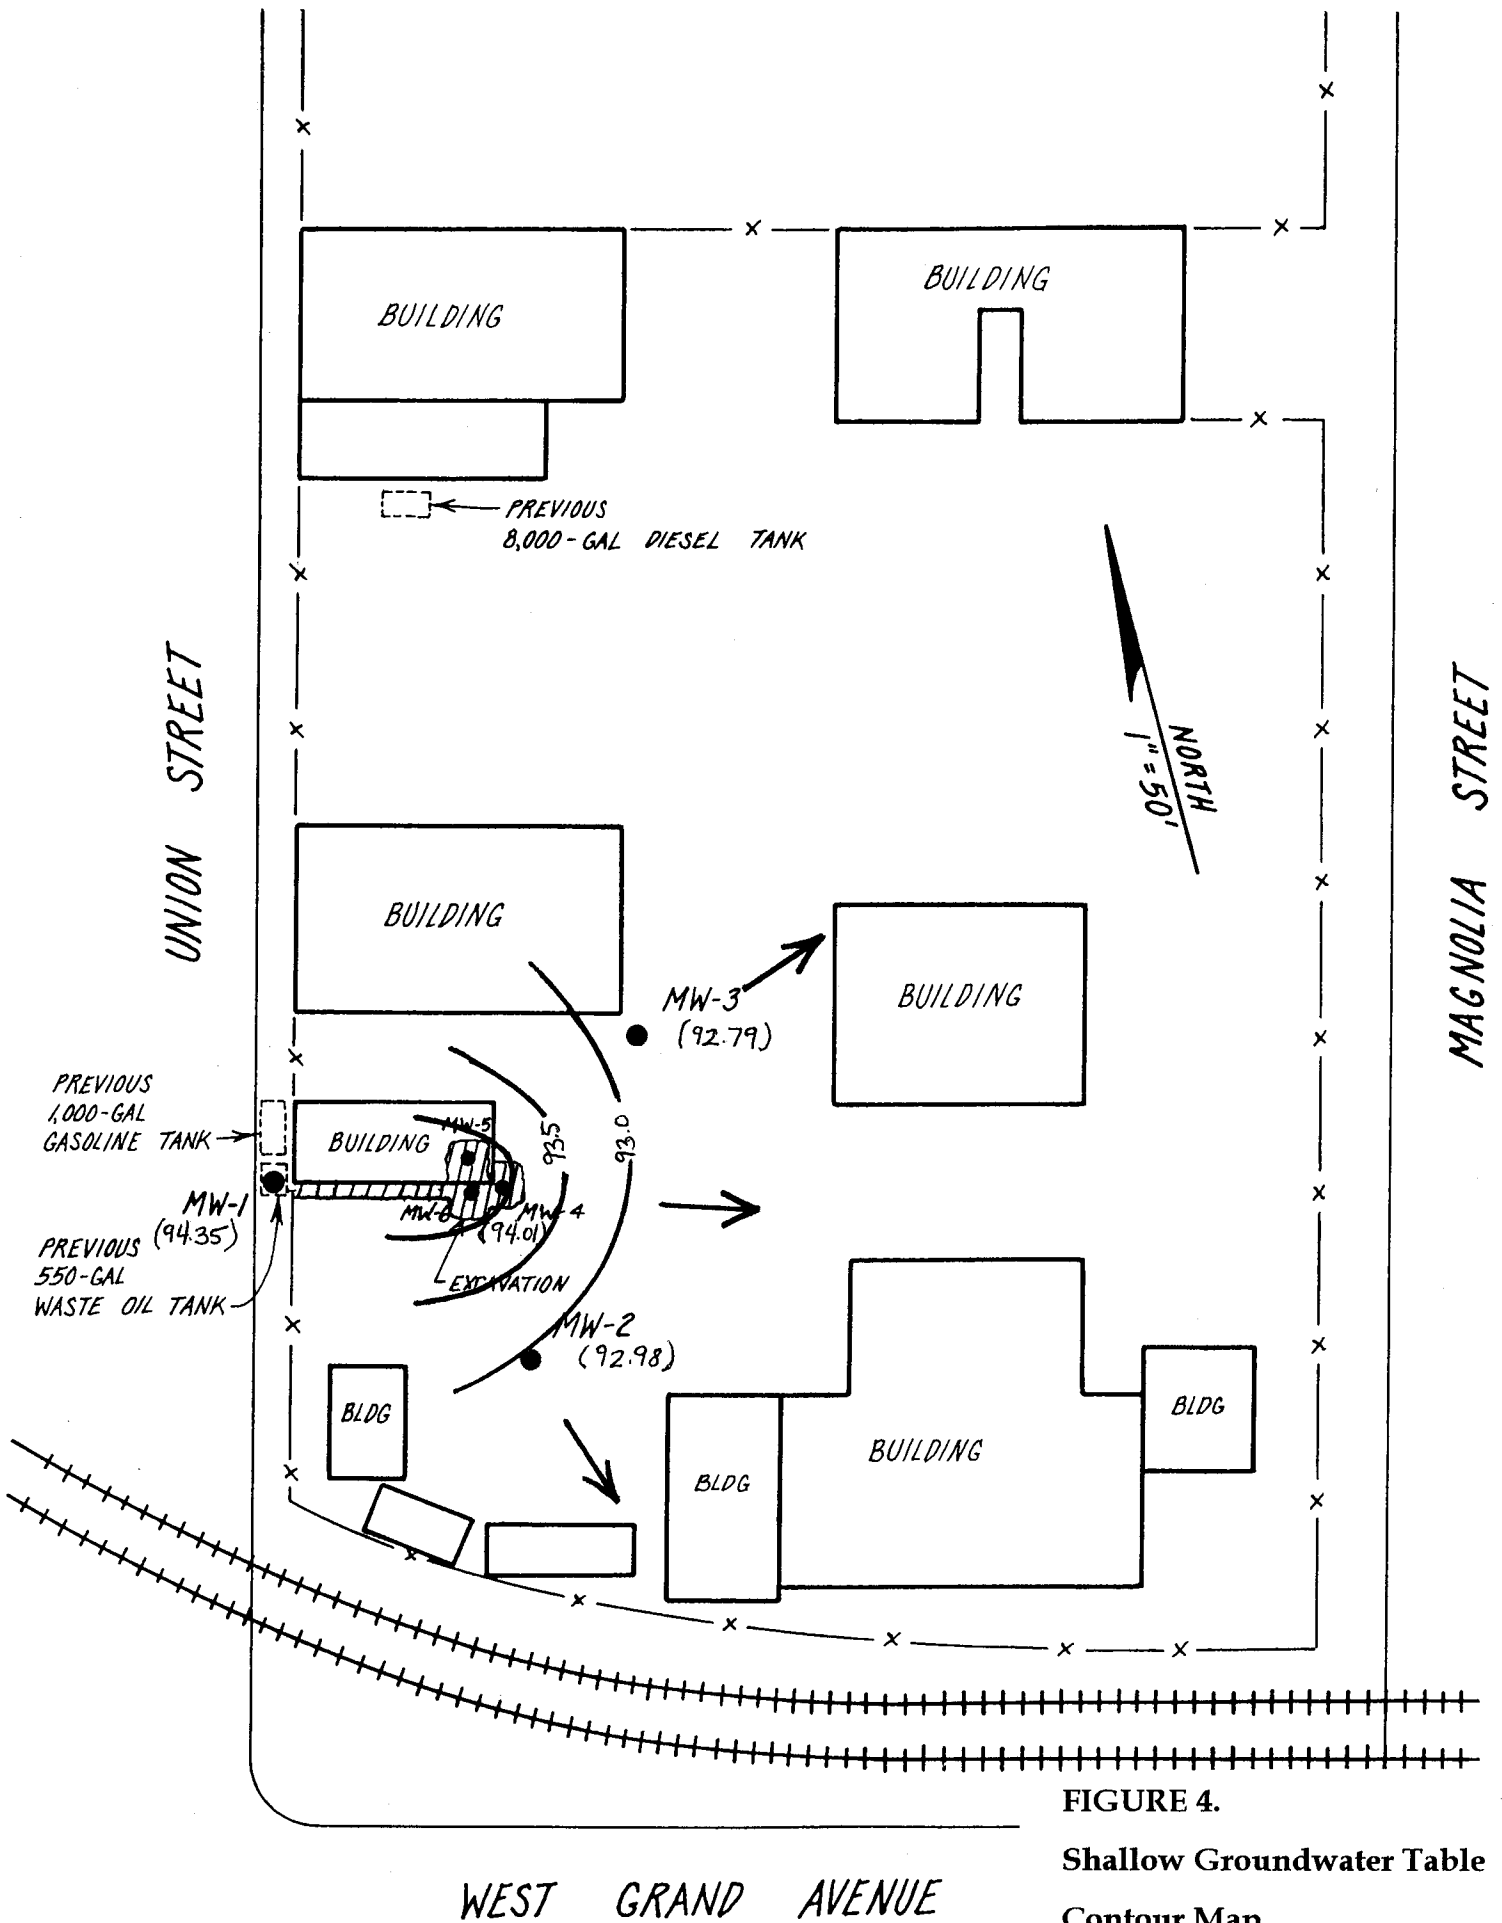 BUILDING
BUILDING
PREVIOUS
8,000-GAL DIESEL TANK
UNION STREET
MAGNOLIA STREET
NORTH
1" = 50'
BUILDING
BUILDING
MW-3
(92.79)
PREVIOUS
1,000-GAL
GASOLINE TANK
BUILDING
MW-5
93.5
93.0
MW-1
(94.35)
MW-6
MW-4
(94.01)
PREVIOUS
550-GAL
WASTE OIL TANK
EXCAVATION
MW-2
(92.98)
BLDG
BLDG
BUILDING
BLDG
FIGURE 4.
Shallow Groundwater Table
Contour Map
WEST GRAND AVENUE